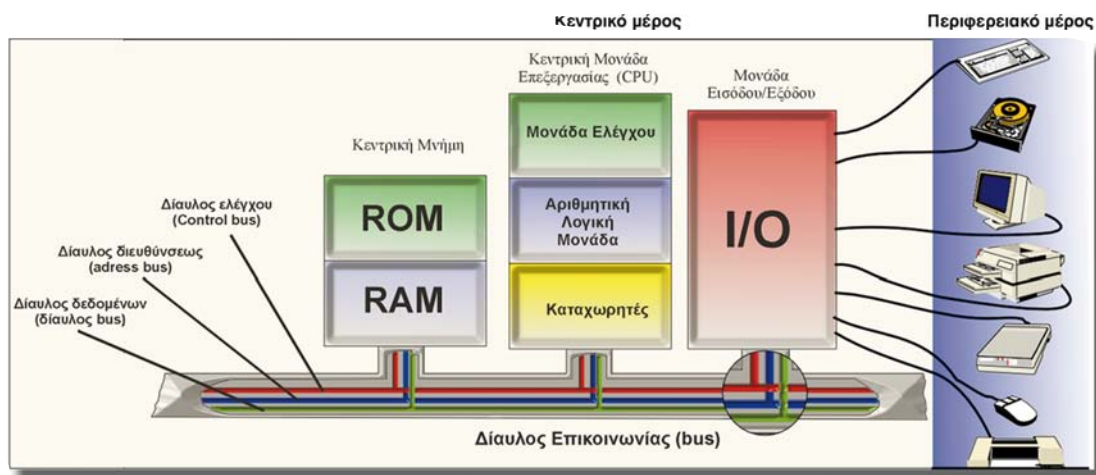 Κεντρικό μέρος
Περιφερειακό μέρος
Κεντρική Μονάδα
Επεξεργασίας (CPU)
Μονάδα
Εισόδου/Εξόδου
Κεντρική Μνήμη
Μονάδα Ελέγχου
Αριθμητική
Λογική
Μονάδα
Καταχωρητές
ROM
RAM
I/O
Δίαυλος ελέγχου
(Control bus)
Δίαυλος διευθύνσεως
(adress bus)
Δίαυλος δεδομένων
(δίαυλος bus)
Δίαυλος Επικοινωνίας (bus)